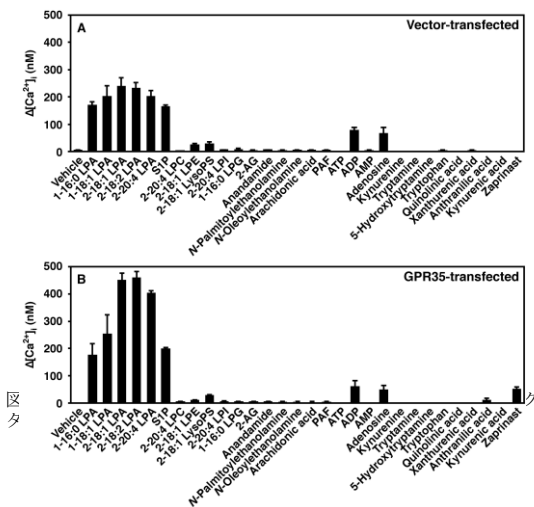 A
Vector-transfected
Δ[Ca²⁺]ᵢ (nM)
500
400
300
200
100
0
Vehicle
1-16:0 LPA
1-18:1 LPA
2-18:1 LPA
2-18:2 LPA
2-20:4 LPA
S1P
2-20:4 LPC
2-18:1 LPE
2-18:1 LysoPS
2-20:4 LPI
1-16:0 LPG
2-AG
Anandamide
N-Palmitoylethanolamine
N-Oleoylethanolamine
Arachidonic acid
PAF
ATP
ADP
AMP
Adenosine
Kynurenine
Tryptamine
5-Hydroxytryptamine
Tryptophan
Quinolinic acid
Xanthurenic acid
Anthranilic acid
Kynurenic acid
Zaprinast
B
GPR35-transfected
Δ[Ca²⁺]ᵢ (nM)
500
400
300
200
100
0
Vehicle
1-16:0 LPA
1-18:1 LPA
2-18:1 LPA
2-18:2 LPA
2-20:4 LPA
S1P
2-20:4 LPC
2-18:1 LPE
2-18:1 LysoPS
2-20:4 LPI
1-16:0 LPG
2-AG
Anandamide
N-Palmitoylethanolamine
N-Oleoylethanolamine
Arachidonic acid
PAF
ATP
ADP
AMP
Adenosine
Kynurenine
Tryptamine
5-Hydroxytryptamine
Tryptophan
Quinolinic acid
Xanthurenic acid
Anthranilic acid
Kynurenic acid
Zaprinast
図
ク
タ